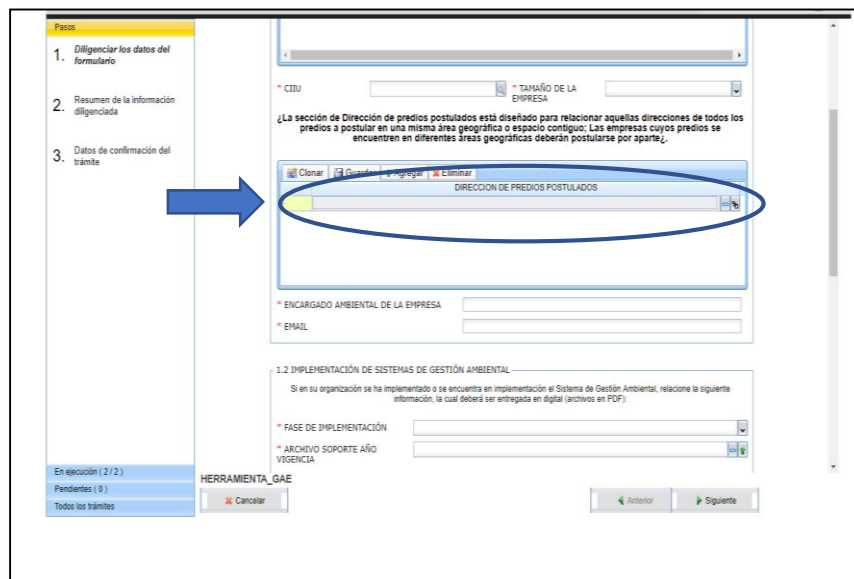 Pasos
1. Diligenciar los datos del
formulario
2. Resumen de la información
diligenciada
3. Datos de confirmación del
trámite
* CIIU
* TAMAÑO DE LA
EMPRESA
¿La sección de Dirección de predios postulados está diseñado para relacionar aquellas direcciones de todos los
predios a postular en una misma área geográfica o espacio contiguo; Las empresas cuyos predios se
encuentren en diferentes áreas geográficas deberán postularse por aparte¿.
Clonar Guardar Agregar Eliminar
DIRECCION DE PREDIOS POSTULADOS
* ENCARGADO AMBIENTAL DE LA EMPRESA
* EMAIL
1.2 IMPLEMENTACIÓN DE SISTEMAS DE GESTIÓN AMBIENTAL
Si en su organización se ha implementado o se encuentra en implementación el Sistema de Gestión Ambiental, relacione la siguiente
información, la cual deberá ser entregada en digital (archivos en PDF):
* FASE DE IMPLEMENTACIÓN
* ARCHIVO SOPORTE AÑO
VIGENCIA
En ejecución ( 2 / 2 )
Pendientes ( 0 )
Todos los trámites
HERRAMIENTA_GAE
Cancelar
Anterior
Siguiente